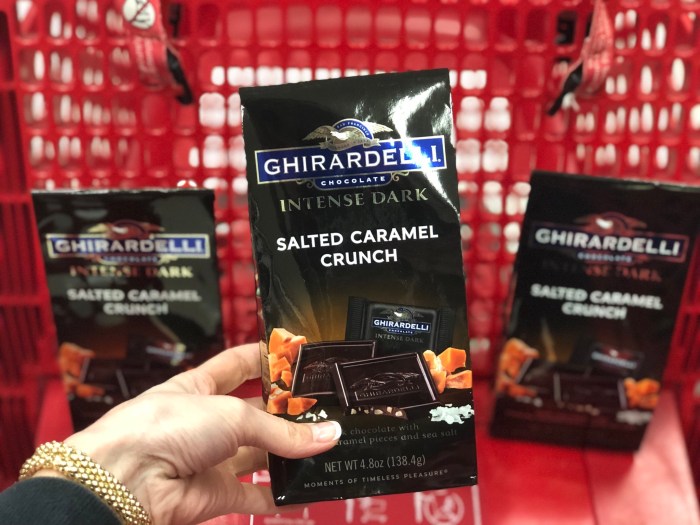 GHIRARDELLI
CHOCOLATE
INTENSE DARK
SALTED CARAMEL
CRUNCH
GHIRARDELLI
INTENSE DARK
chocolate with
caramel pieces and sea salt
NET WT 4.8oz (138.4g)
MOMENTS OF TIMELESS PLEASURE®
GHIRARDELLI
CHOCOLATE
INTENSE DARK
SALTED CARAMEL
CRUNCH
GHIRARDELLI
CHOCOLATE
INTENSE DARK
SALTED CARAMEL
CRUNCH